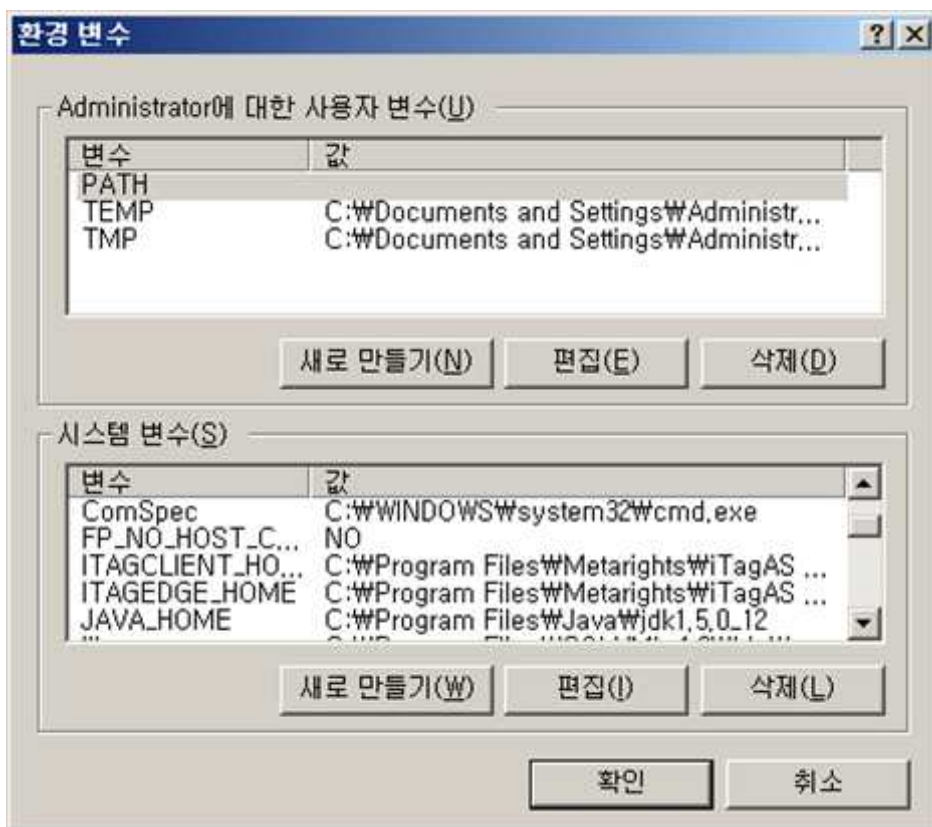 환경 변수
Administrator에 대한 사용자 변수(U)
변수 값
PATH
TEMP C:₩Documents and Settings₩Administr...
TMP C:₩Documents and Settings₩Administr...
새로 만들기(N) 편집(E) 삭제(D)
시스템 변수(S)
변수 값
ComSpec C:₩WINDOWS₩system32₩cmd.exe
FP_NO_HOST_C... NO
ITAGCLIENT_HO... C:₩Program Files₩Metarights₩iTagAS ...
ITAGEDGE_HOME C:₩Program Files₩Metarights₩iTagAS ...
JAVA_HOME C:₩Program Files₩Java₩jdk1.5.0_12
새로 만들기(W) 편집(I) 삭제(L)
확인 취소